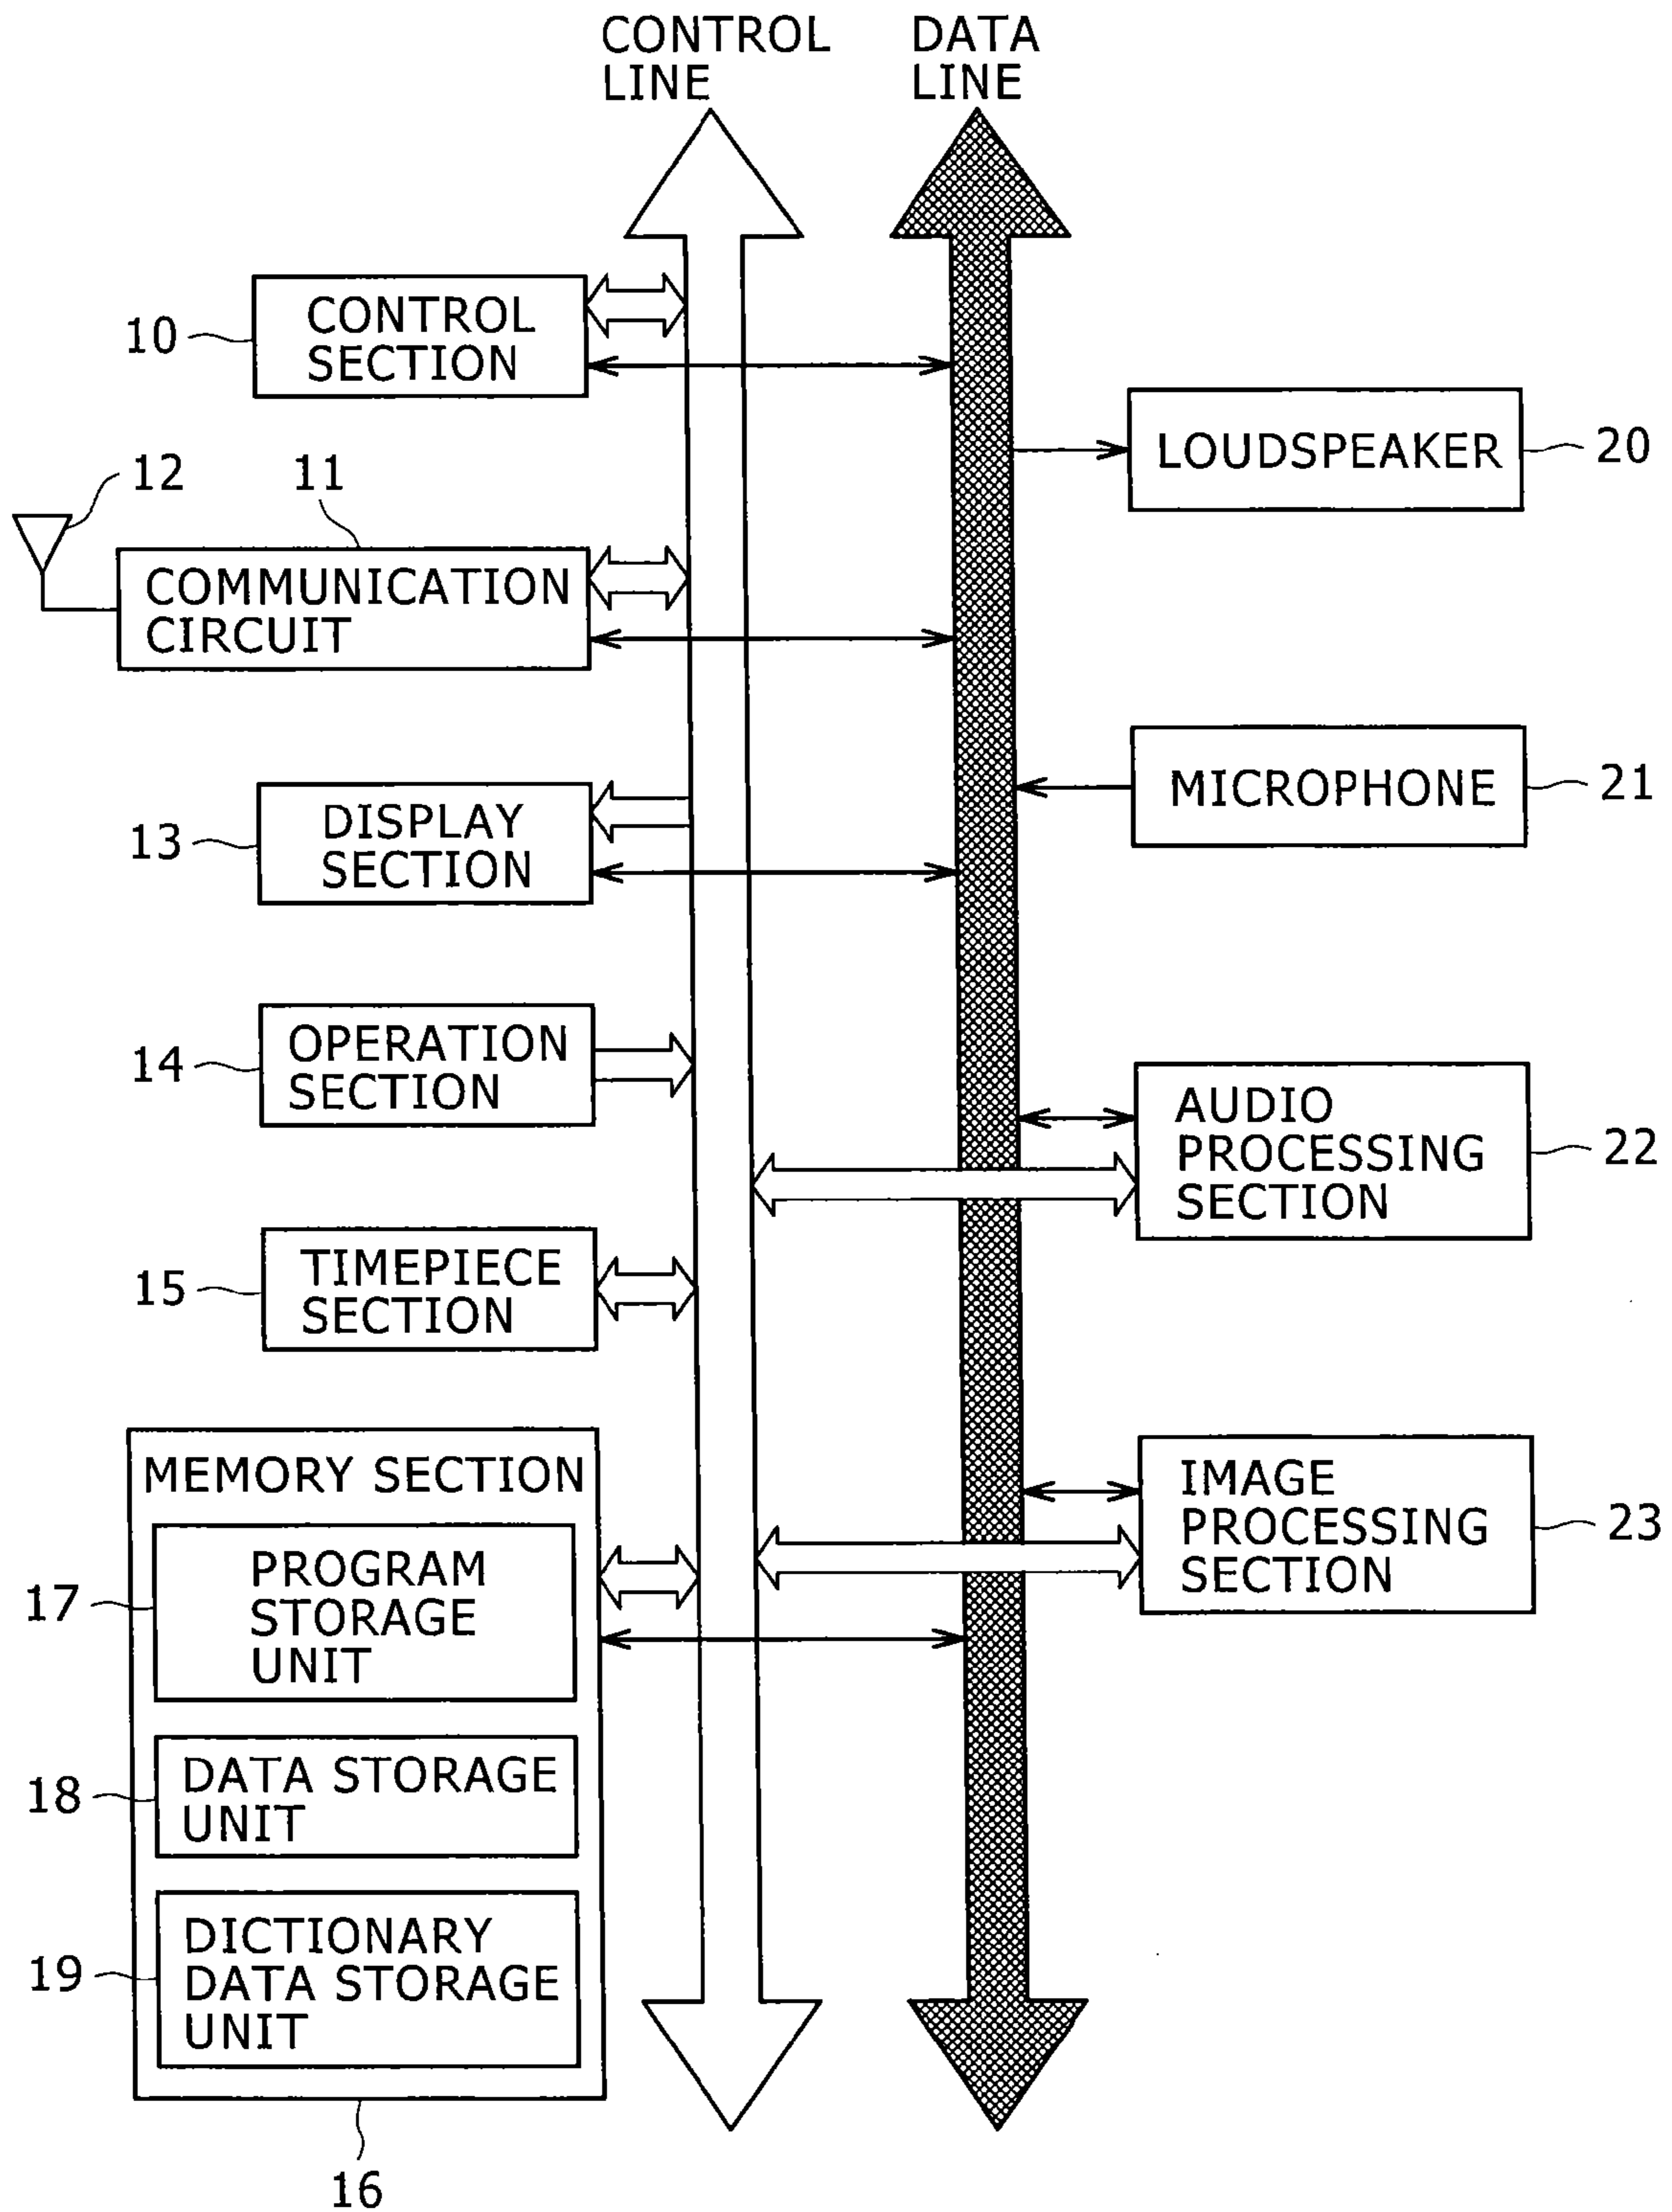 CONTROL
LINE
DATA
LINE
10
CONTROL
SECTION
LOUDSPEAKER
20
12
11
COMMUNICATION
CIRCUIT
13
DISPLAY
SECTION
MICROPHONE
21
14
OPERATION
SECTION
AUDIO
PROCESSING
SECTION
22
15
TIMEPIECE
SECTION
MEMORY SECTION
17
PROGRAM
STORAGE
UNIT
IMAGE
PROCESSING
SECTION
23
18
DATA STORAGE
UNIT
19
DICTIONARY
DATA STORAGE
UNIT
16